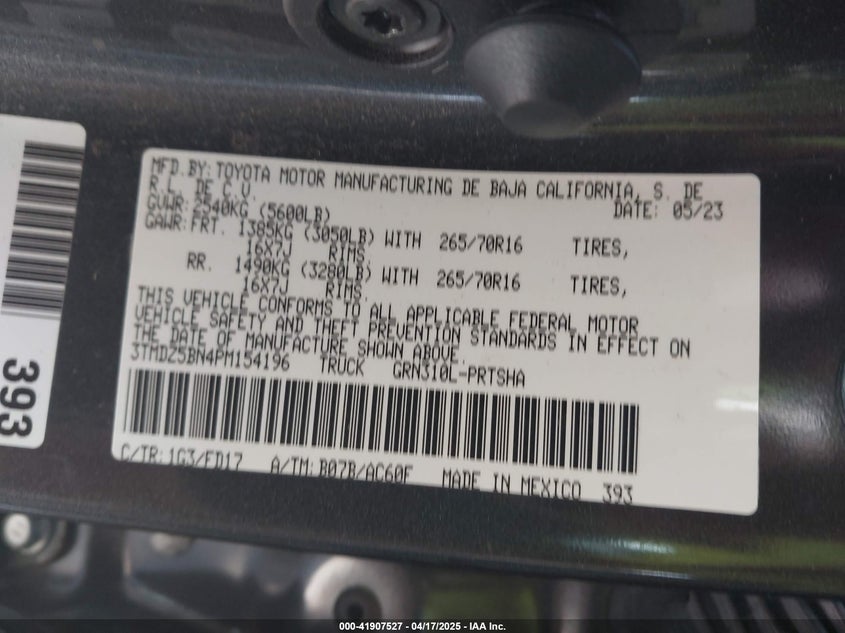 MFD. BY: TOYOTA MOTOR MANUFACTURING DE BAJA CALIFORNIA, S. DE
R.L. DE C.V. DATE: 05/23
GVWR: 2540KG (5600LB)
GAWR: FRT. 1385KG (3050LB) WITH 265/70R16 TIRES,
16X7J RIMS.
RR. 1490KG (3280LB) WITH 265/70R16 TIRES,
16X7J RIMS.
THIS VEHICLE CONFORMS TO ALL APPLICABLE FEDERAL MOTOR
VEHICLE SAFETY AND THEFT PREVENTION STANDARDS IN EFFECT ON
THE DATE OF MANUFACTURE SHOWN ABOVE.
3TMDZ5BN4PM154196 TRUCK GRN310L-PRTSHA
C/TR: 1G3/FD17 A/TM: B07B/AC60F MADE IN MEXICO 393
393
000-41907527 - 04/17/2025 - IAA Inc.